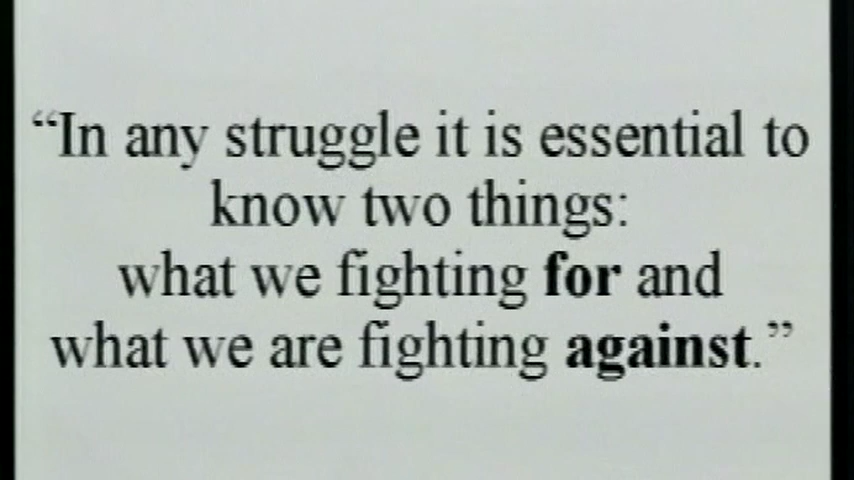 “In any struggle it is essential to
know two things:
what we fighting for and
what we are fighting against.”